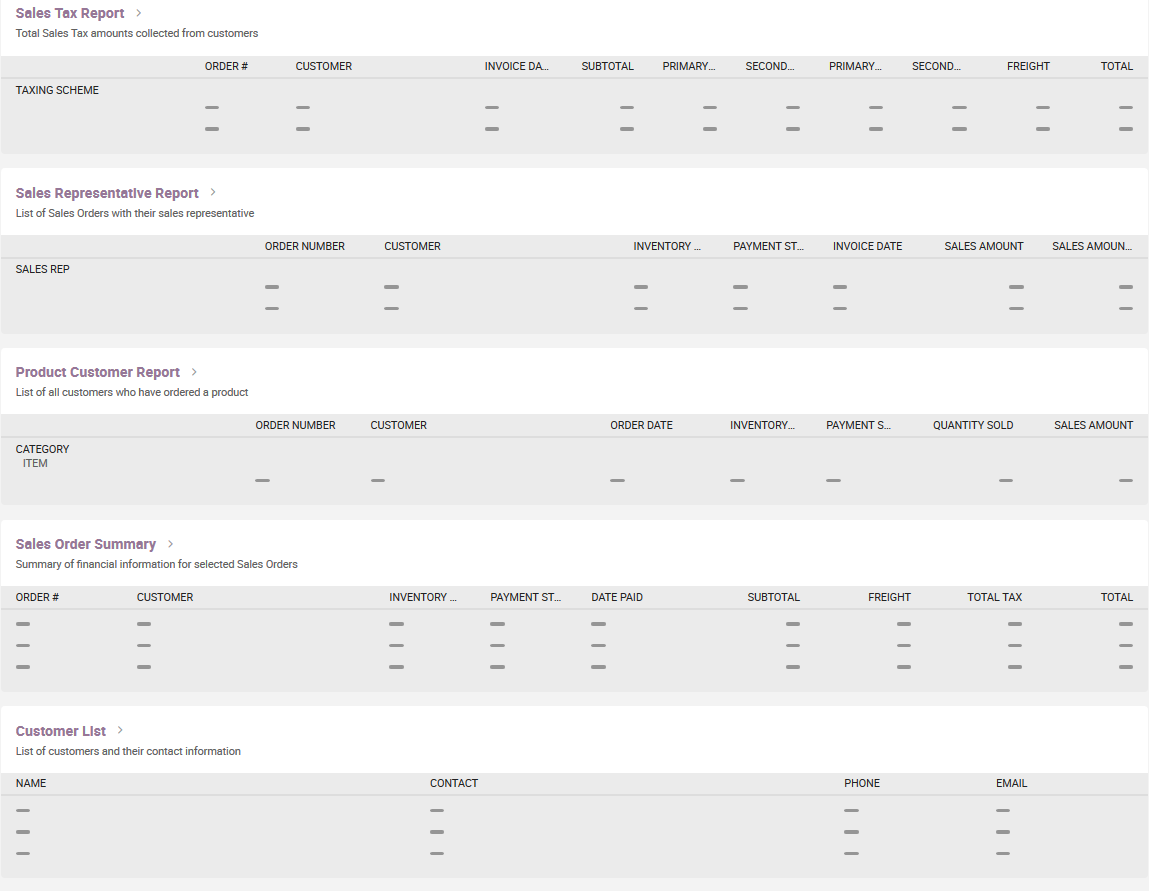 Sales Tax Report
Total Sales Tax amounts collected from customers
ORDER # CUSTOMER INVOICE DA... SUBTOTAL PRIMARY... SECOND... PRIMARY... SECOND... FREIGHT TOTAL
TAXING SCHEME
Sales Representative Report
List of Sales Orders with their sales representative
ORDER NUMBER CUSTOMER INVENTORY ... PAYMENT ST... INVOICE DATE SALES AMOUNT SALES AMOUN...
SALES REP
Product Customer Report
List of all customers who have ordered a product
ORDER NUMBER CUSTOMER ORDER DATE INVENTORY... PAYMENT S... QUANTITY SOLD SALES AMOUNT
CATEGORY
ITEM
Sales Order Summary
Summary of financial information for selected Sales Orders
ORDER # CUSTOMER INVENTORY ... PAYMENT ST... DATE PAID SUBTOTAL FREIGHT TOTAL TAX TOTAL
Customer List
List of customers and their contact information
NAME CONTACT PHONE EMAIL